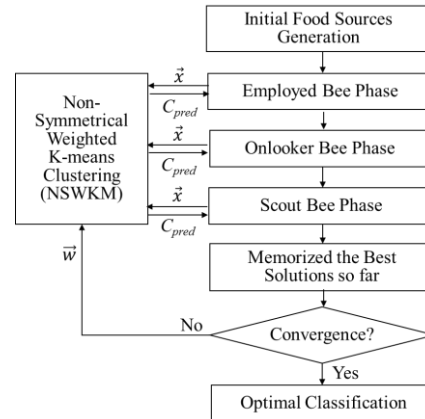 Initial Food Sources
Generation
x⃗
Employed Bee Phase
C_pred
Non-
Symmetrical
Weighted
K-means
Clustering
(NSWKM)
x⃗
Onlooker Bee Phase
C_pred
x⃗
Scout Bee Phase
C_pred
w⃗
Memorized the Best
Solutions so far
No
Convergence?
Yes
Optimal Classification